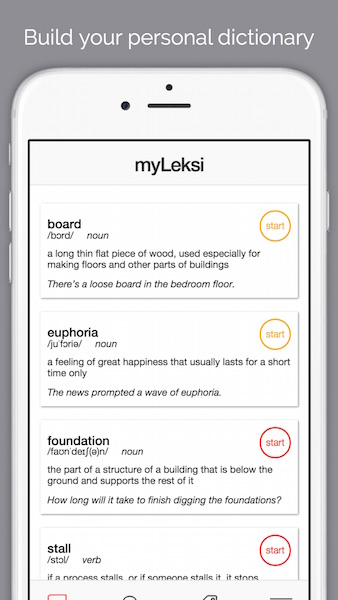 Build your personal dictionary
myLeksi
board
start
/bɔrd/ noun
a long thin flat piece of wood, used especially for
making floors and other parts of buildings
There's a loose board in the bedroom floor.
euphoria
start
/juˈfɔriə/ noun
a feeling of great happiness that usually lasts for a short
time only
The news prompted a wave of euphoria.
foundation
start
/faʊnˈdeɪʃ(ə)n/ noun
the part of a structure of a building that is below the
ground and supports the rest of it
How long will it take to finish digging the foundations?
stall
start
/stɔl/ verb
if a process stalls, or if someone stalls it, it stops